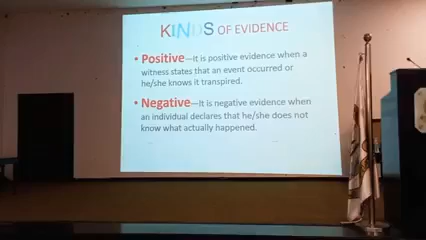 KINDS OF EVIDENCE
• Positive—It is positive evidence when a
witness states that an event occurred or
he/she knows it transpired.
• Negative—It is negative evidence when
an individual declares that he/she does not
know what actually happened.